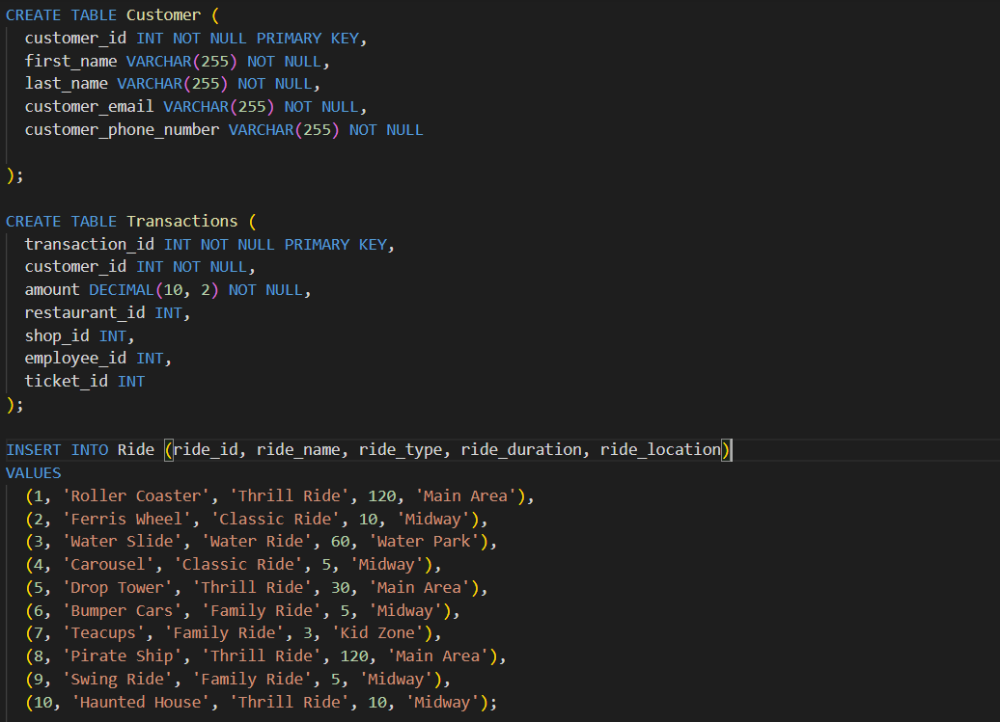 CREATE TABLE Customer (
  customer_id INT NOT NULL PRIMARY KEY,
  first_name VARCHAR(255) NOT NULL,
  last_name VARCHAR(255) NOT NULL,
  customer_email VARCHAR(255) NOT NULL,
  customer_phone_number VARCHAR(255) NOT NULL
);
CREATE TABLE Transactions (
  transaction_id INT NOT NULL PRIMARY KEY,
  customer_id INT NOT NULL,
  amount DECIMAL(10, 2) NOT NULL,
  restaurant_id INT,
  shop_id INT,
  employee_id INT,
  ticket_id INT
);
INSERT INTO Ride (ride_id, ride_name, ride_type, ride_duration, ride_location)
VALUES
  (1, 'Roller Coaster', 'Thrill Ride', 120, 'Main Area'),
  (2, 'Ferris Wheel', 'Classic Ride', 10, 'Midway'),
  (3, 'Water Slide', 'Water Ride', 60, 'Water Park'),
  (4, 'Carousel', 'Classic Ride', 5, 'Midway'),
  (5, 'Drop Tower', 'Thrill Ride', 30, 'Main Area'),
  (6, 'Bumper Cars', 'Family Ride', 5, 'Midway'),
  (7, 'Teacups', 'Family Ride', 3, 'Kid Zone'),
  (8, 'Pirate Ship', 'Thrill Ride', 120, 'Main Area'),
  (9, 'Swing Ride', 'Family Ride', 5, 'Midway'),
  (10, 'Haunted House', 'Thrill Ride', 10, 'Midway');